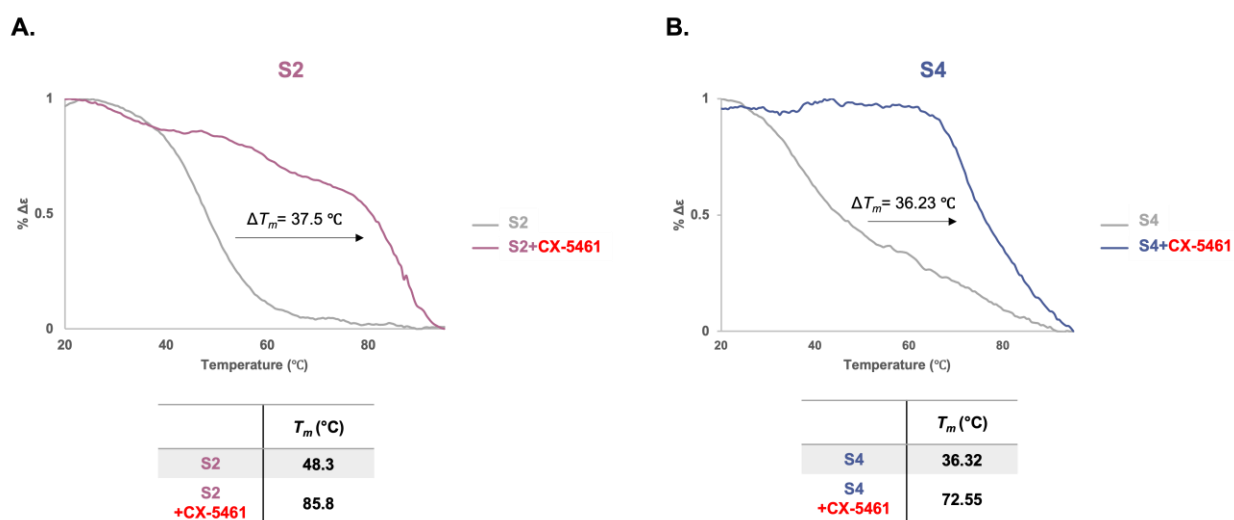 A.
S2
1
0.5
0
% Δε
ΔTm= 37.5 ℃
S2
S2+CX-5461
20
40
60
80
Temperature (℃)
Tm (°C)
S2
48.3
S2
+CX-5461
85.8
B.
S4
1
0.5
0
% Δε
ΔTm= 36.23 ℃
S4
S4+CX-5461
20
40
60
80
Temperature (℃)
Tm (°C)
S4
36.32
S4
+CX-5461
72.55